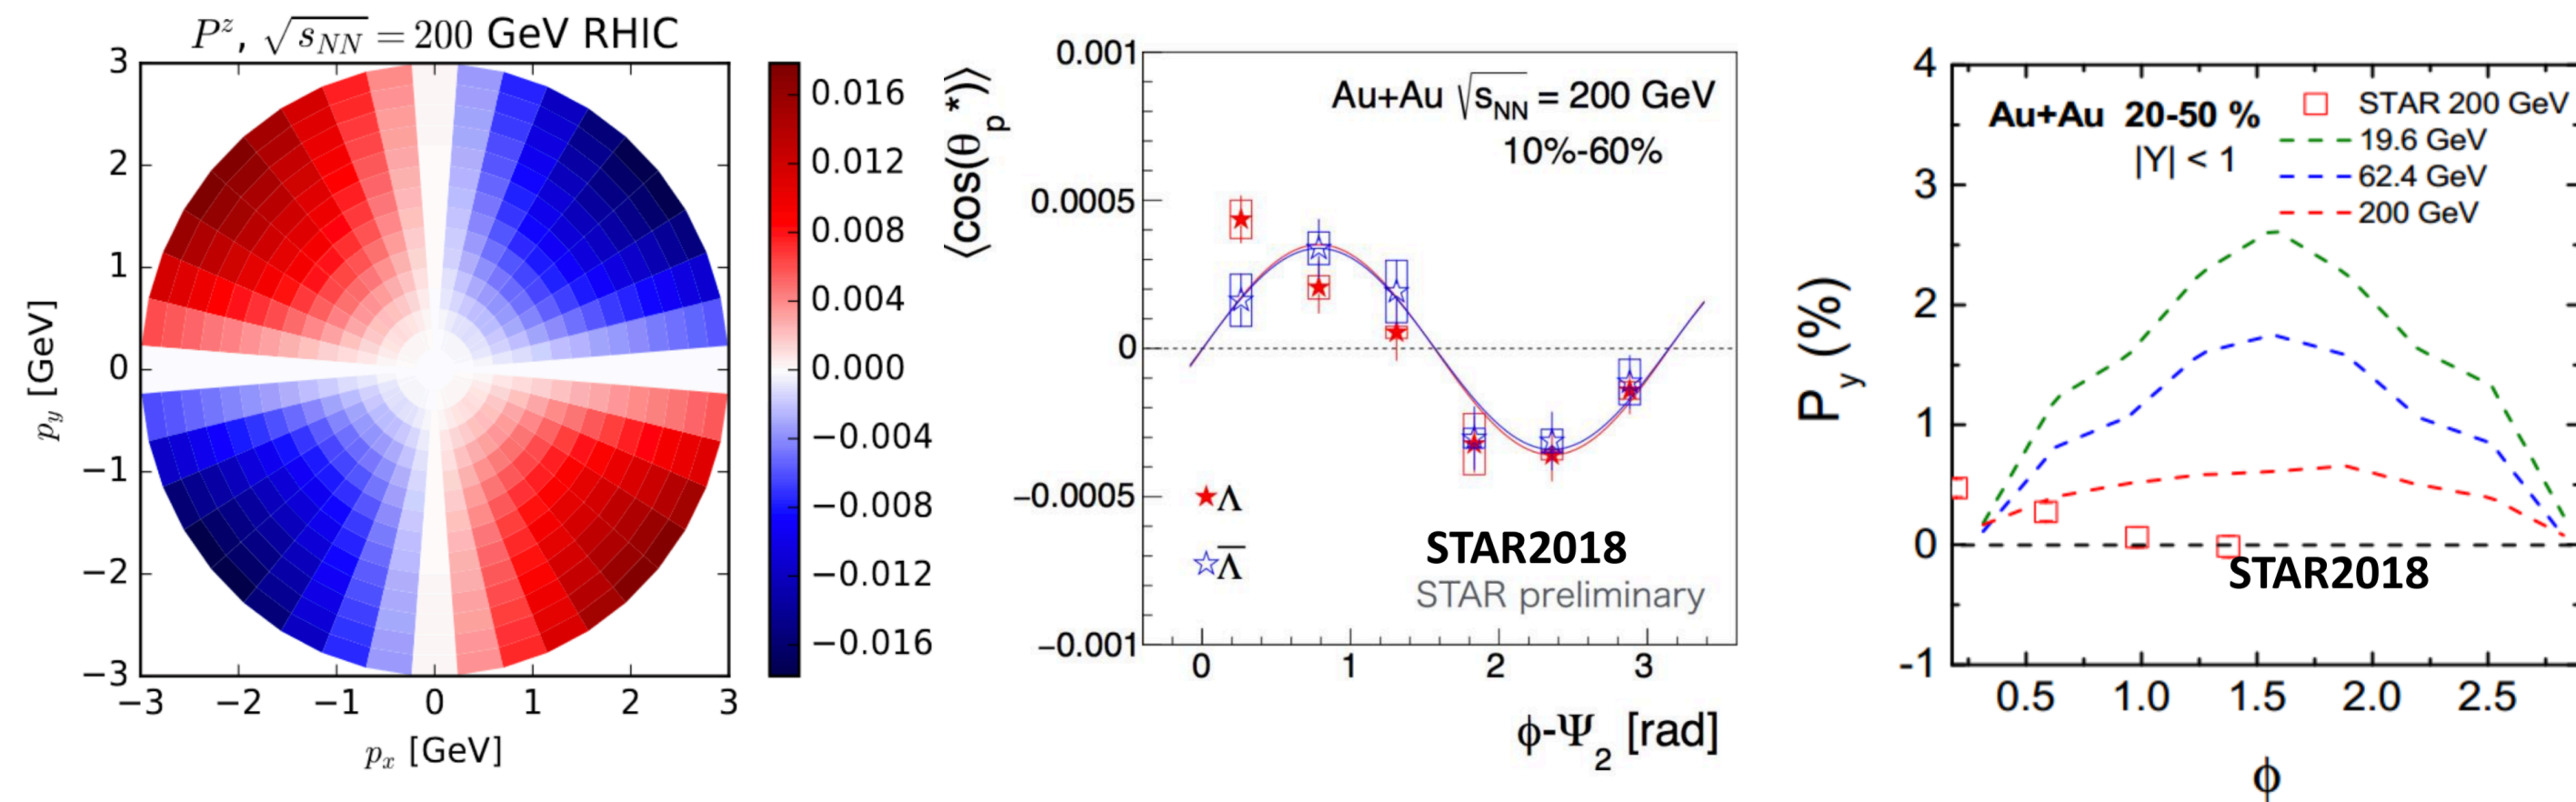 P^z, √s_NN = 200 GeV RHIC
3
2
1
0
−1
−2
−3
p_y [GeV]
−3 −2 −1 0 1 2 3
p_x [GeV]
0.016
0.012
0.008
0.004
0.000
−0.004
−0.008
−0.012
−0.016
⟨cos(θ_p*)⟩
0.001
0.0005
0
−0.0005
−0.001
Au+Au √s_NN = 200 GeV
10%-60%
Λ
Λ̅
STAR2018
STAR preliminary
0 1 2 3
ϕ-Ψ_2 [rad]
P_y (%)
4
3
2
1
0
-1
Au+Au 20-50 %
|Y| < 1
STAR 200 GeV
19.6 GeV
62.4 GeV
200 GeV
STAR2018
0.5 1.0 1.5 2.0 2.5
ϕ